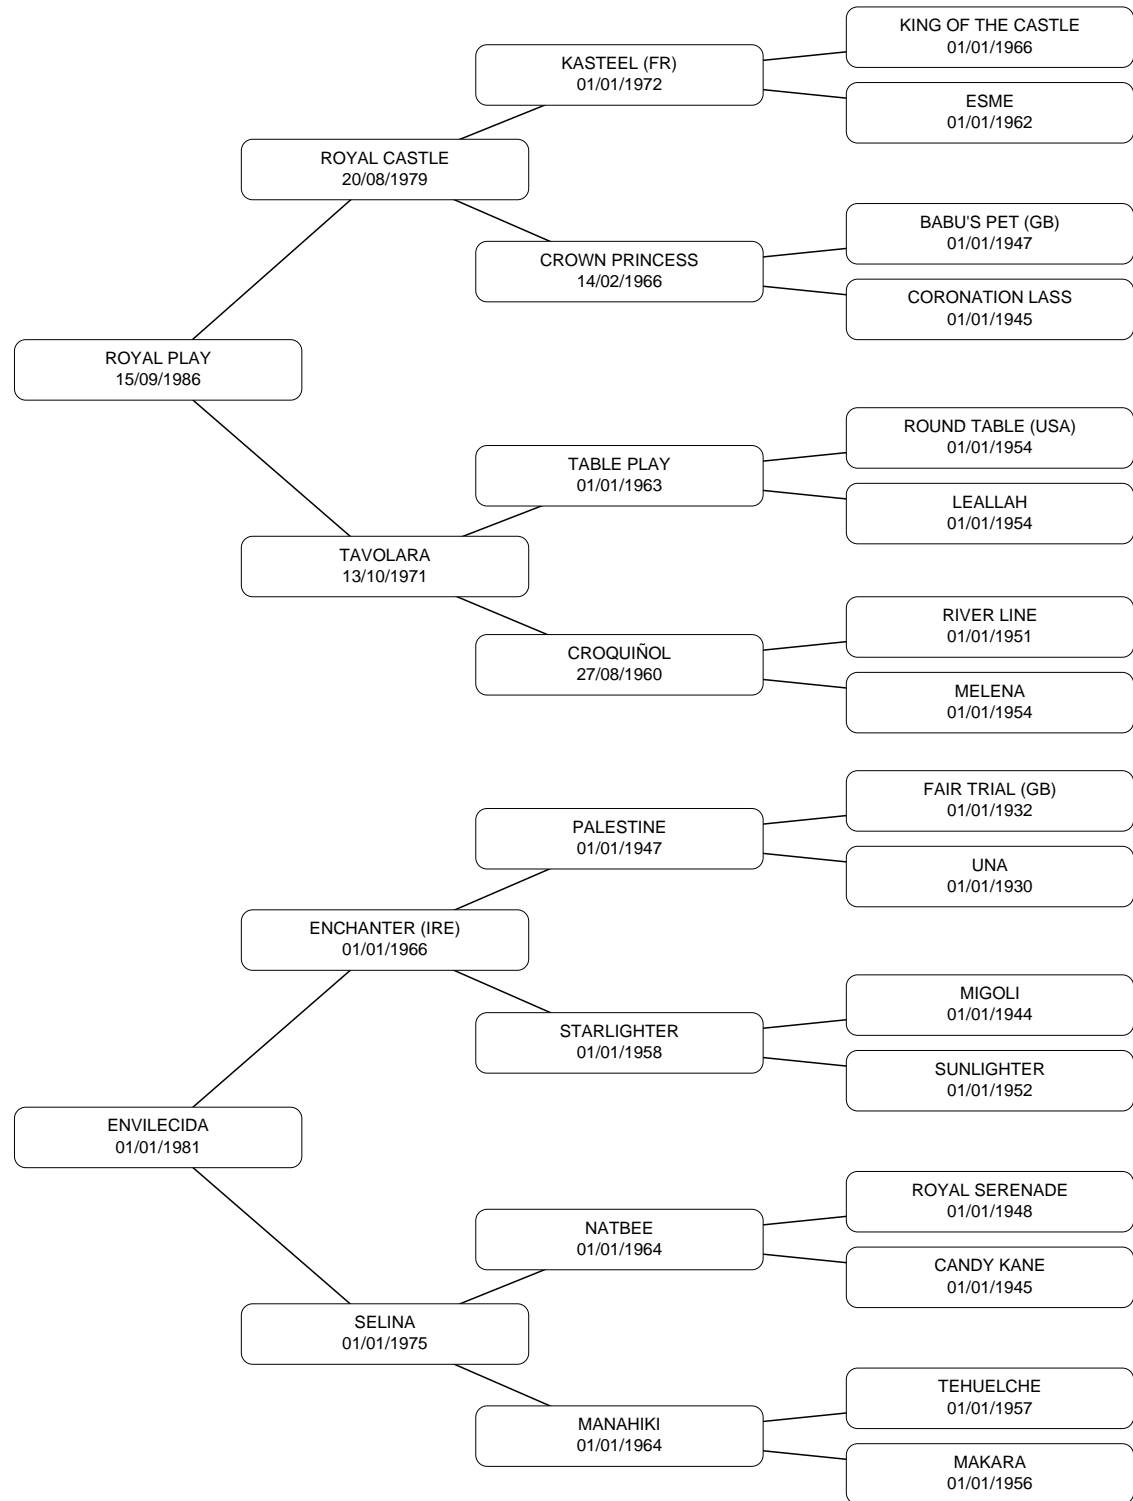 KING OF THE CASTLE
01/01/1966
KASTEEL (FR)
01/01/1972
ESME
01/01/1962
ROYAL CASTLE
20/08/1979
BABU'S PET (GB)
01/01/1947
CROWN PRINCESS
14/02/1966
CORONATION LASS
01/01/1945
ROYAL PLAY
15/09/1986
ROUND TABLE (USA)
01/01/1954
TABLE PLAY
01/01/1963
LEALLAH
01/01/1954
TAVOLARA
13/10/1971
RIVER LINE
01/01/1951
CROQUIÑOL
27/08/1960
MELENA
01/01/1954
FAIR TRIAL (GB)
01/01/1932
PALESTINE
01/01/1947
UNA
01/01/1930
ENCHANTER (IRE)
01/01/1966
MIGOLI
01/01/1944
STARLIGHTER
01/01/1958
SUNLIGHTER
01/01/1952
ENVILECIDA
01/01/1981
ROYAL SERENADE
01/01/1948
NATBEE
01/01/1964
CANDY KANE
01/01/1945
SELINA
01/01/1975
TEHUELCHE
01/01/1957
MANAHIKI
01/01/1964
MAKARA
01/01/1956